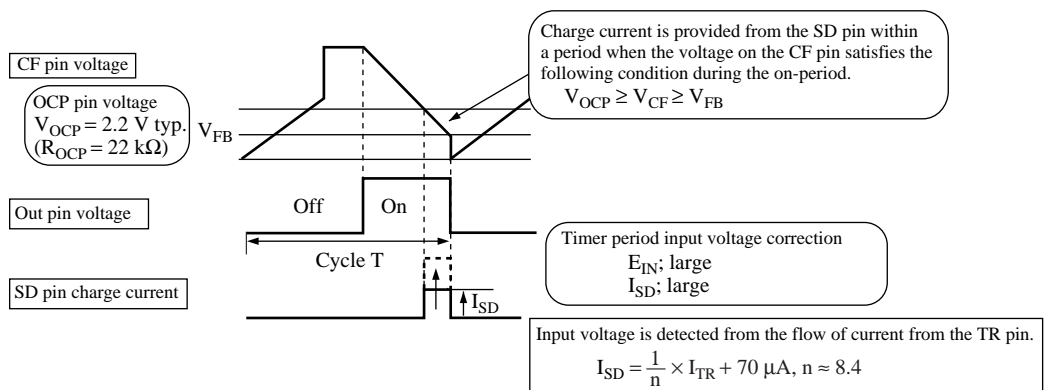 Charge current is provided from the SD pin within
a period when the voltage on the CF pin satisfies the
following condition during the on-period.
V_OCP ≥ V_CF ≥ V_FB
CF pin voltage
OCP pin voltage
V_OCP = 2.2 V typ.
(R_OCP = 22 kΩ)
V_FB
Out pin voltage
Off
On
Cycle T
Timer period input voltage correction
E_IN; large
I_SD; large
SD pin charge current
I_SD
Input voltage is detected from the flow of current from the TR pin.
I_SD = 1/n × I_TR + 70 μA, n ≈ 8.4